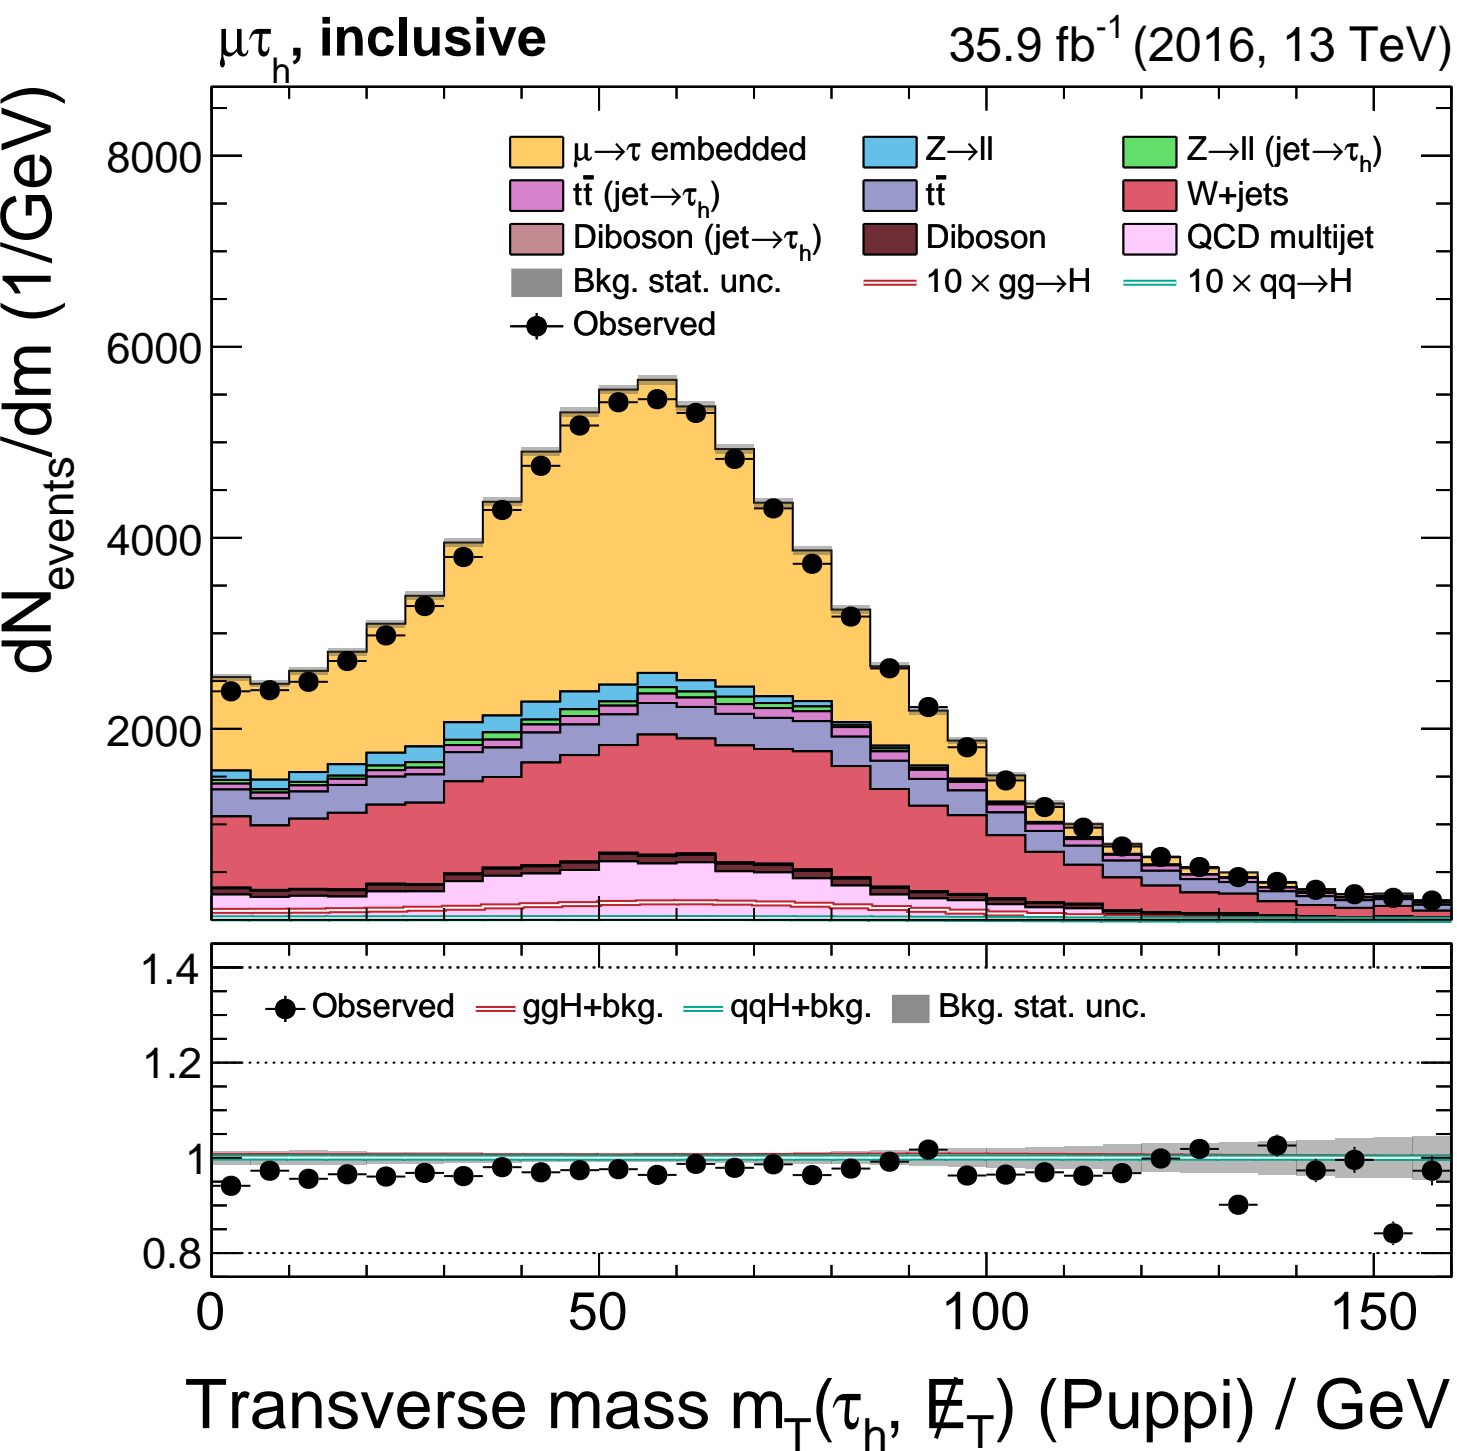 μτh, inclusive
35.9 fb-1 (2016, 13 TeV)
dNevents/dm (1/GeV)
8000
6000
4000
2000
μ→τ embedded
Z→ll
Z→ll (jet→τh)
tt̄ (jet→τh)
tt̄
W+jets
Diboson (jet→τh)
Diboson
QCD multijet
Bkg. stat. unc.
10 × gg→H
10 × qq→H
Observed
1.4
1.2
1
0.8
Observed
ggH+bkg.
qqH+bkg.
Bkg. stat. unc.
0
50
100
150
Transverse mass mT(τh, E̸T) (Puppi) / GeV